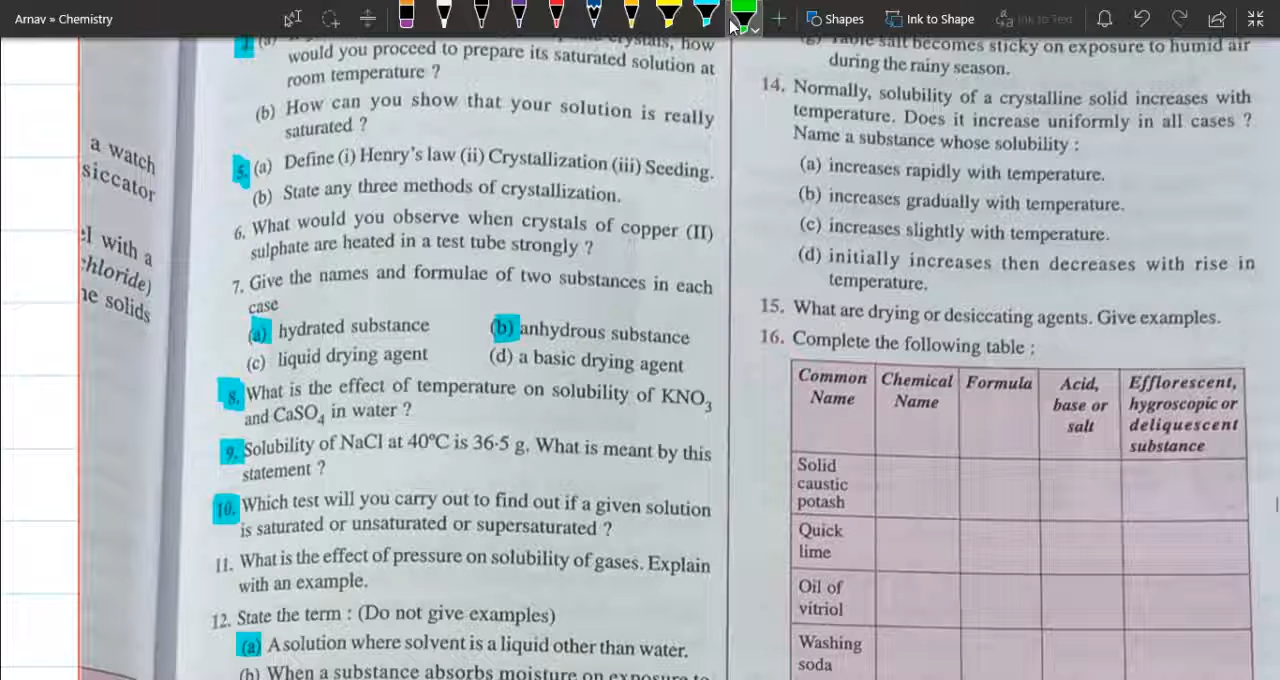 Arnav » Chemistry
Shapes
Ink to Shape
Ink to Text
a watch
siccator
with a
hloride)
solids
(a) crystals, how
would you proceed to prepare its saturated solution at
room temperature ?
(b) How can you show that your solution is really
saturated ?
5. (a) Define (i) Henry's law (ii) Crystallization (iii) Seeding.
(b) State any three methods of crystallization.
6. What would you observe when crystals of copper (II)
sulphate are heated in a test tube strongly ?
7. Give the names and formulae of two substances in each
case
(a) hydrated substance (b) anhydrous substance
(c) liquid drying agent (d) a basic drying agent
8. What is the effect of temperature on solubility of KNO3
and CaSO4 in water ?
9. Solubility of NaCl at 40°C is 36·5 g. What is meant by this
statement ?
10. Which test will you carry out to find out if a given solution
is saturated or unsaturated or supersaturated ?
11. What is the effect of pressure on solubility of gases. Explain
with an example.
12. State the term : (Do not give examples)
(a) A solution where solvent is a liquid other than water.
(b) When a substance absorbs moisture on exposure to
(g) Table salt becomes sticky on exposure to humid air
during the rainy season.
14. Normally, solubility of a crystalline solid increases with
temperature. Does it increase uniformly in all cases ?
Name a substance whose solubility :
(a) increases rapidly with temperature.
(b) increases gradually with temperature.
(c) increases slightly with temperature.
(d) initially increases then decreases with rise in
temperature.
15. What are drying or desiccating agents. Give examples.
16. Complete the following table :
Common Name
Chemical Name
Formula
Acid, base or salt
Efflorescent, hygroscopic or deliquescent substance
Solid caustic potash
Quick lime
Oil of vitriol
Washing soda